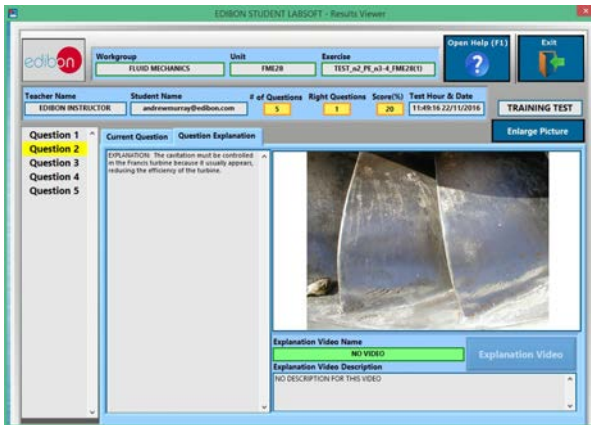 EDIBON STUDENT LABSOFT - Results Viewer
edibon
Workgroup
FLUID MECHANICS
Unit
FME28
Exercise
TEST_n2_PE_n3-4_FME28(1)
Open Help (F1)
?
Exit
Teacher Name
EDIBON INSTRUCTOR
Student Name
andrewmurray@edibon.com
# of Questions
5
Right Questions
1
Score(%)
20
Test Hour & Date
11:49:16 22/11/2016
TRAINING TEST
Question 1
Question 2
Question 3
Question 4
Question 5
Current Question
Question Explanation
Enlarge Picture
EXPLANATION: The cavitation must be controlled
in the Francis turbine because it usually appears,
reducing the efficiency of the turbine.
Explanation Video Name
NO VIDEO
Explanation Video
Explanation Video Description
NO DESCRIPTION FOR THIS VIDEO